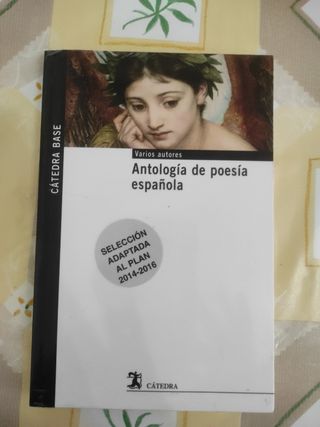 CÁTEDRA BASE
Varios autores
Antología de poesía
española
SELECCIÓN
ADAPTADA
AL PLAN
2014-2016
CÁTEDRA